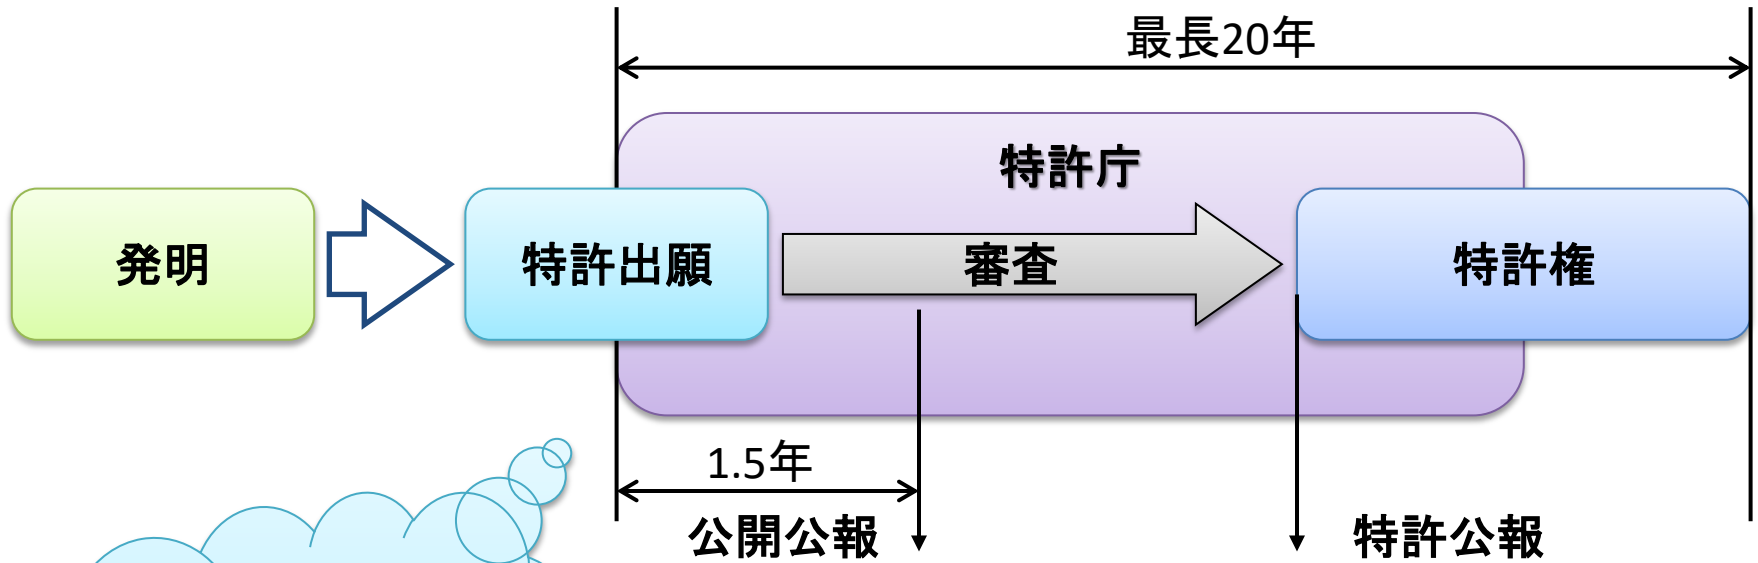 最長20年
特許庁
発明
特許出願
審査
特許権
1.5年
公開公報
特許公報